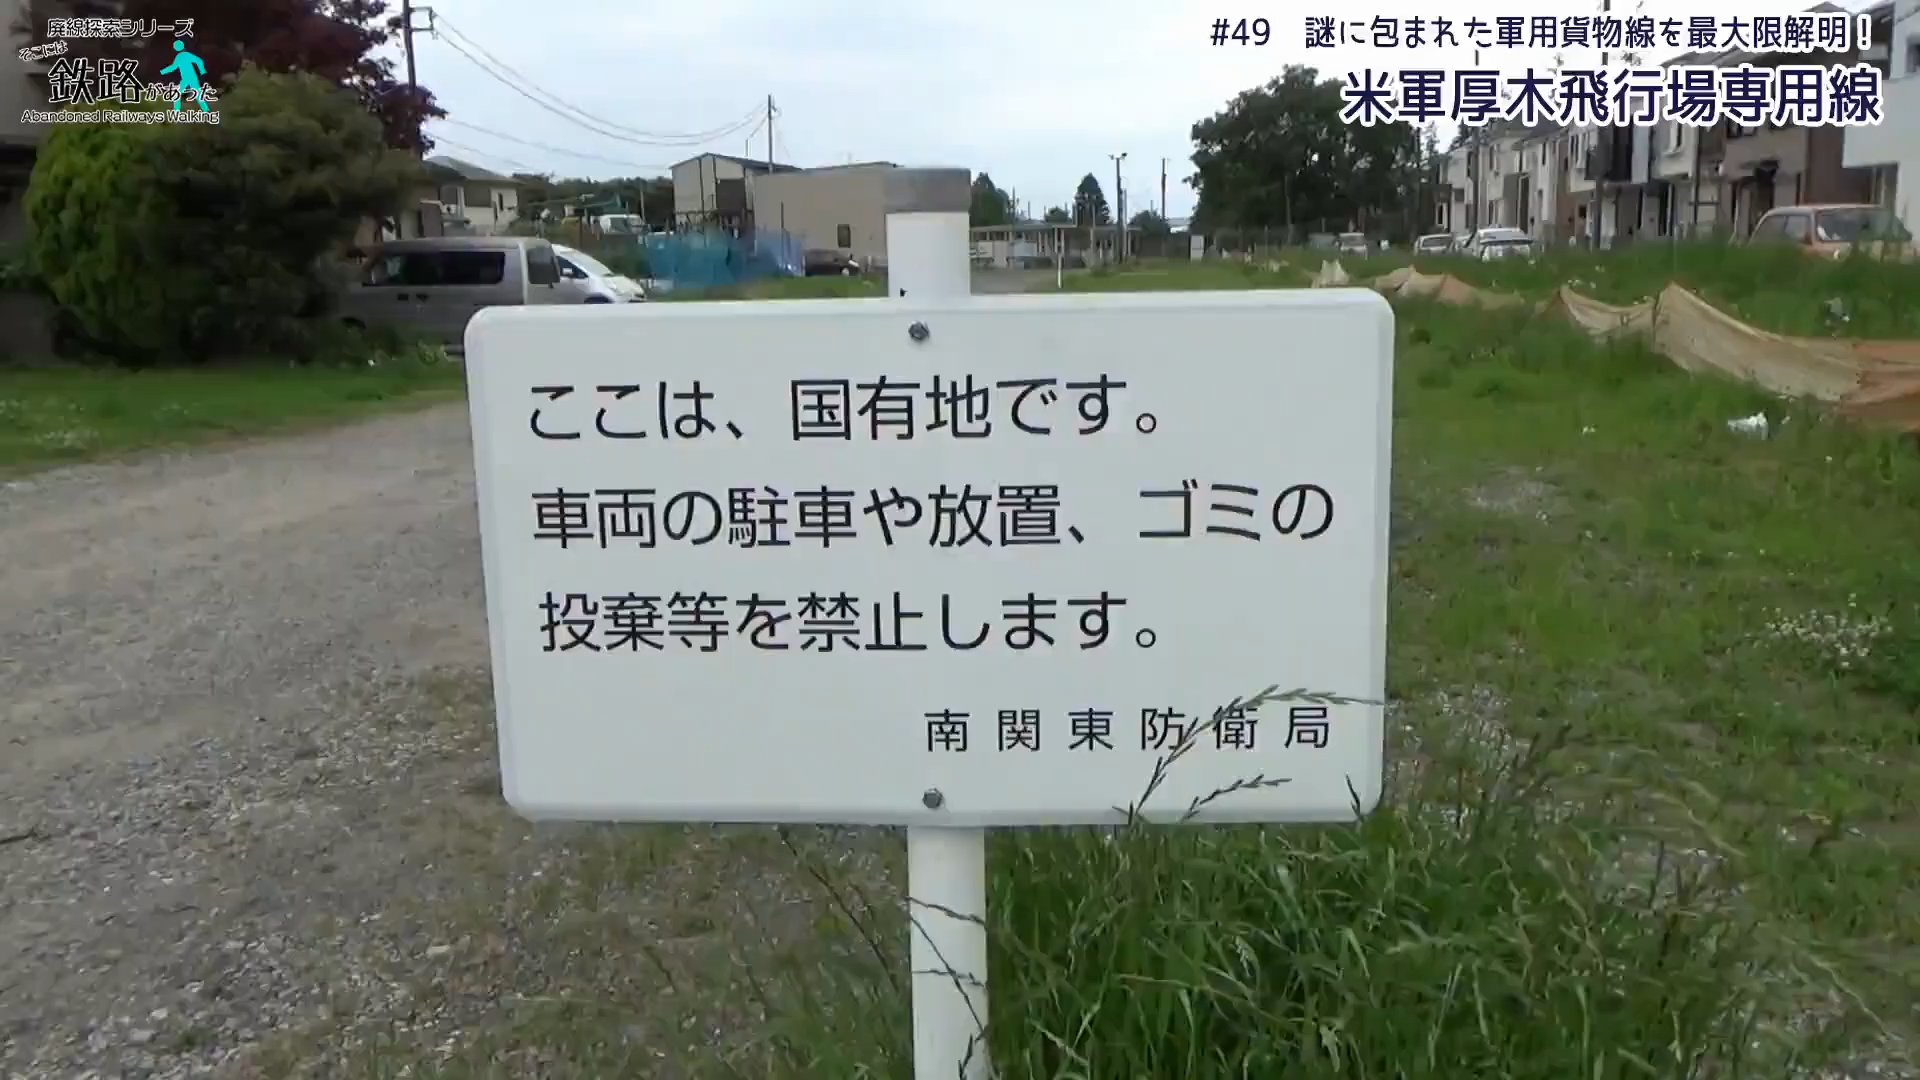 廃線探索シリーズ
そこには
鉄路があった
Abandoned Railways Walking
#49 謎に包まれた軍用貨物線を最大限解明！
米軍厚木飛行場専用線
ここは、国有地です。
車両の駐車や放置、ゴミの
投棄等を禁止します。
南関東防衛局